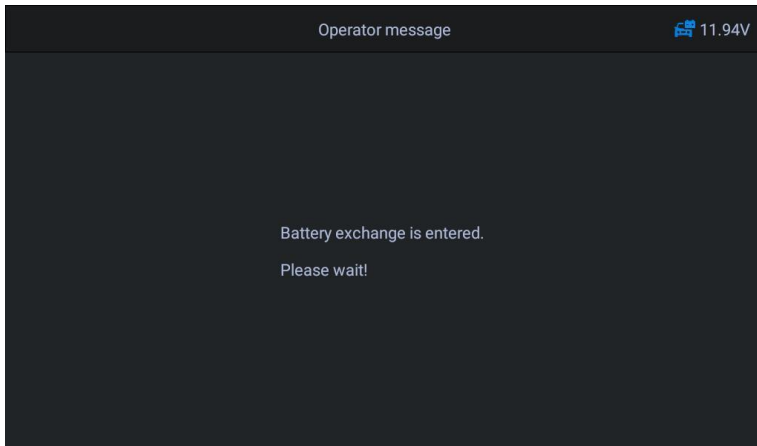 Operator message
11.94V
Battery exchange is entered.
Please wait!